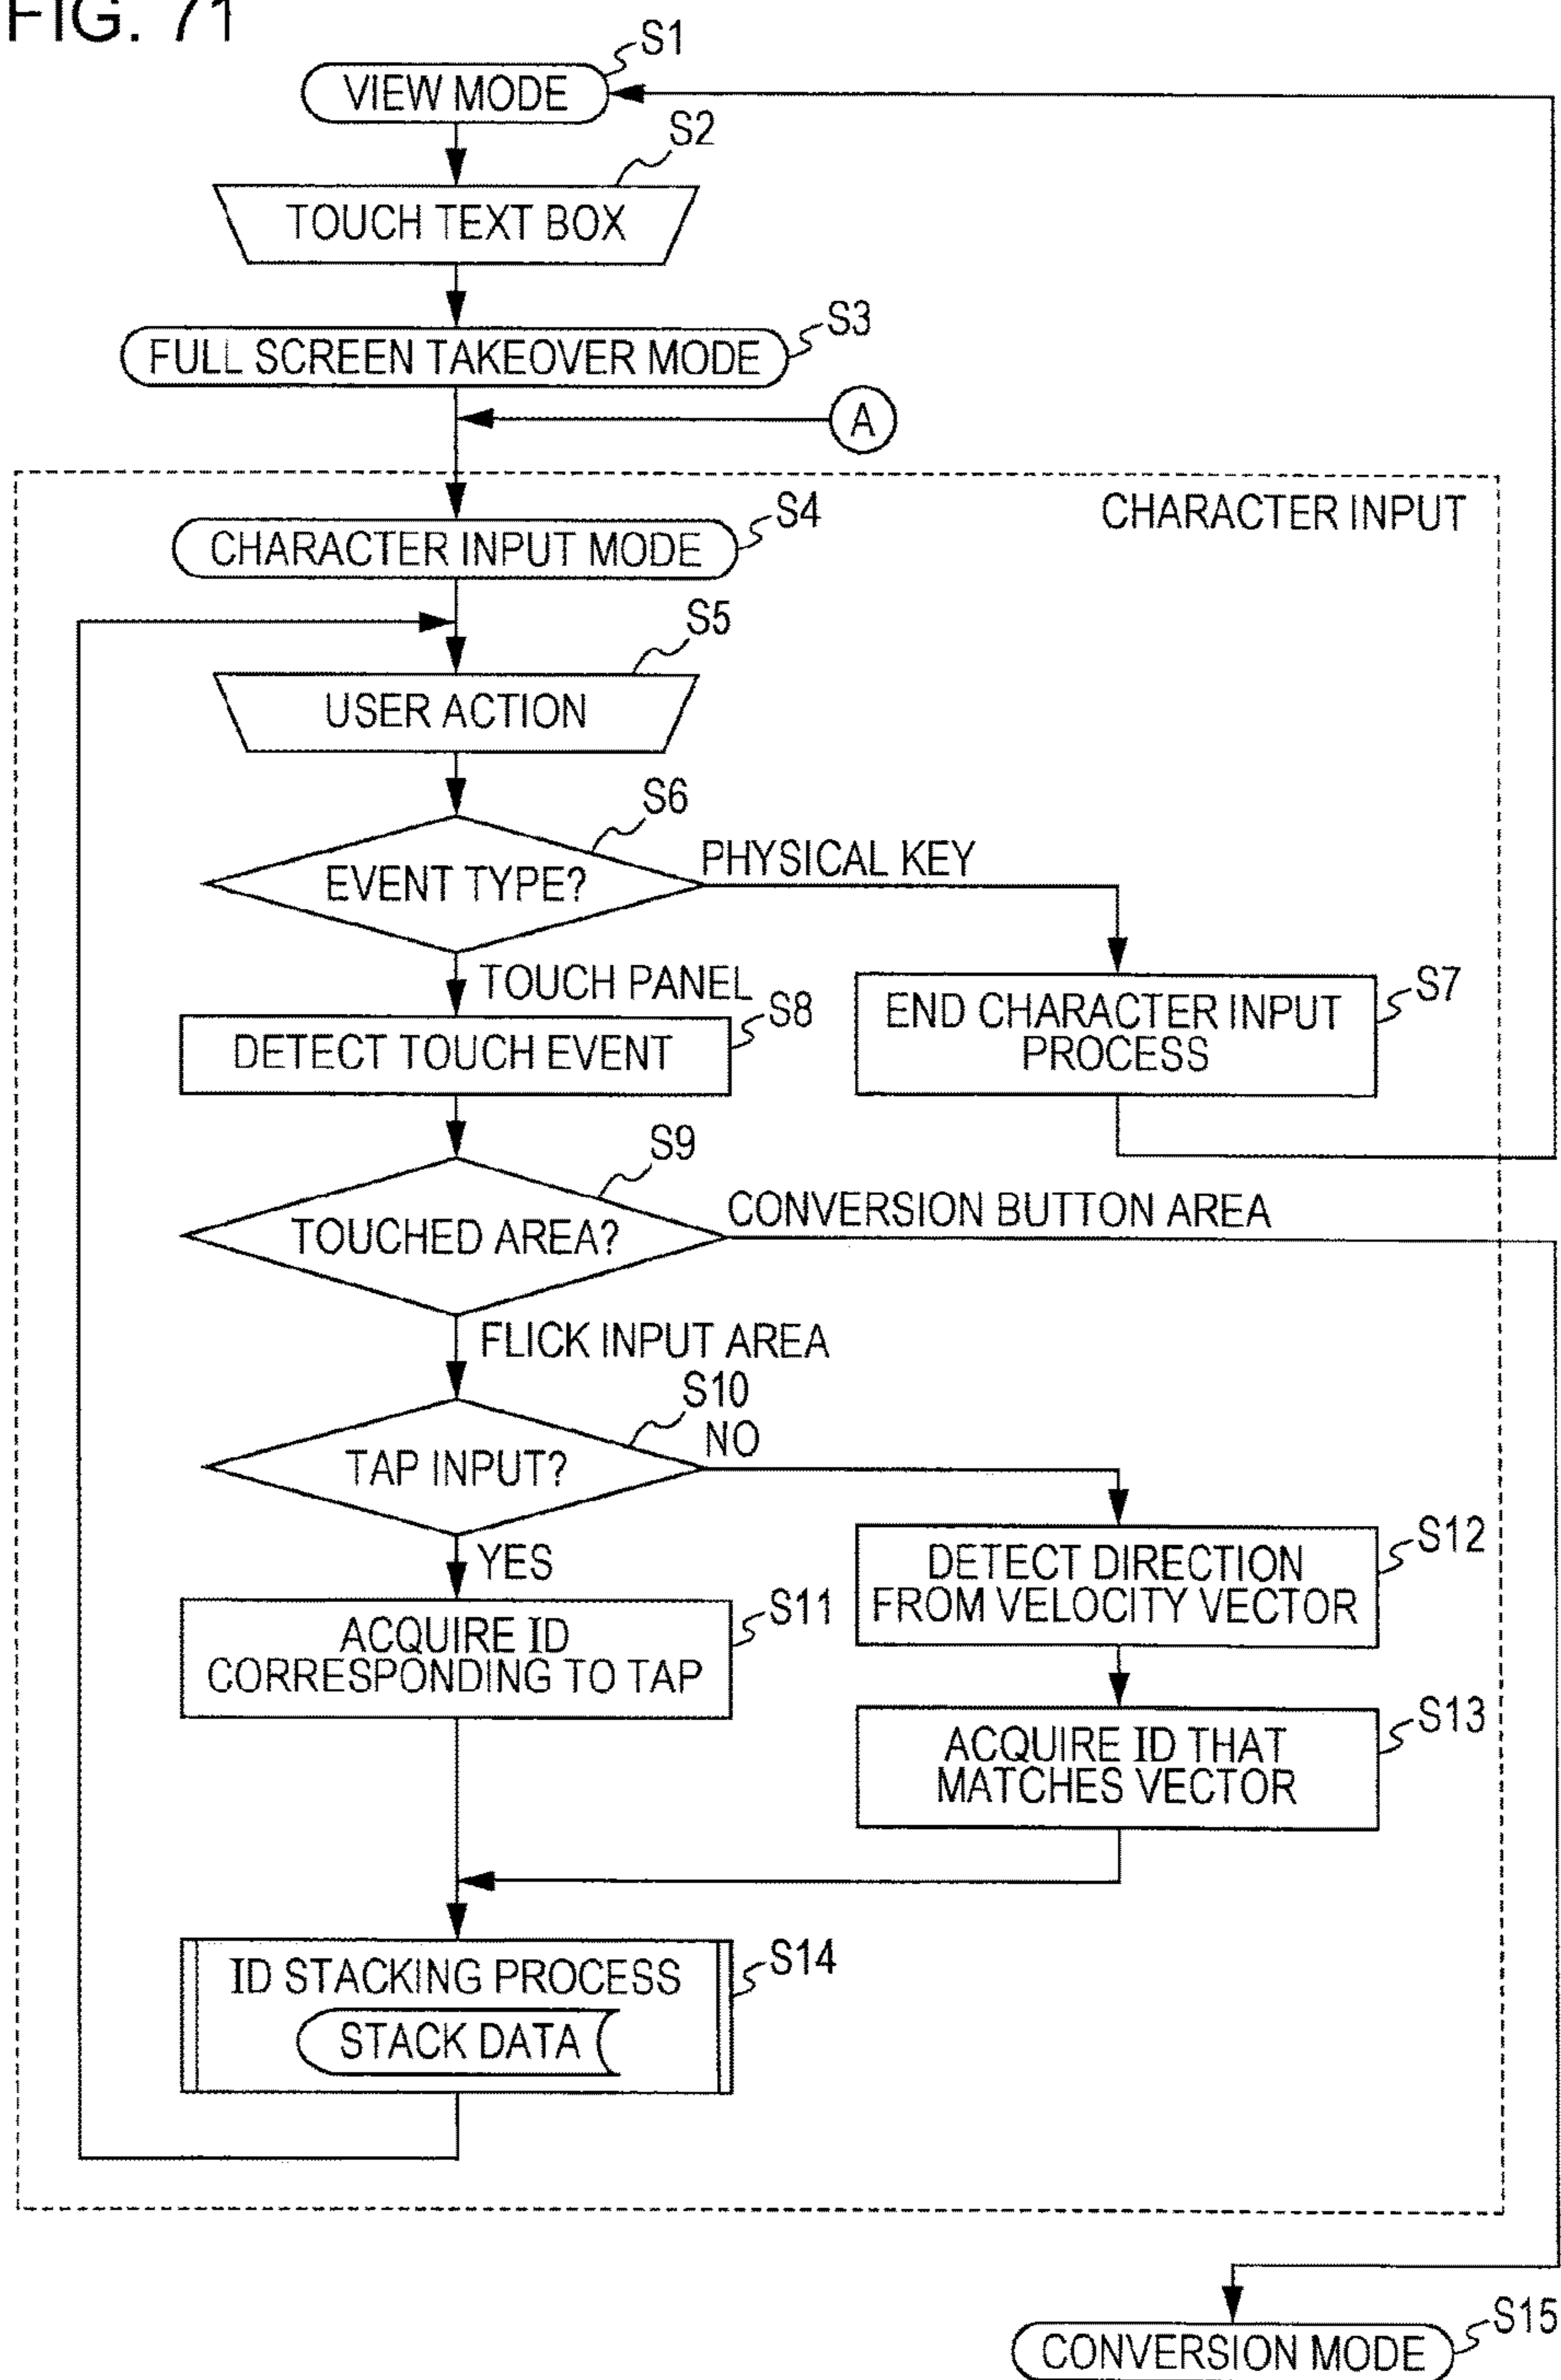 FIG. 71
S1
VIEW MODE
S2
TOUCH TEXT BOX
S3
FULL SCREEN TAKEOVER MODE
A
CHARACTER INPUT
S4
CHARACTER INPUT MODE
S5
USER ACTION
S6
EVENT TYPE?
PHYSICAL KEY
TOUCH PANEL
S7
END CHARACTER INPUT
PROCESS
S8
DETECT TOUCH EVENT
S9
TOUCHED AREA?
CONVERSION BUTTON AREA
FLICK INPUT AREA
S10
TAP INPUT?
NO
YES
S11
ACQUIRE ID
CORRESPONDING TO TAP
S12
DETECT DIRECTION
FROM VELOCITY VECTOR
S13
ACQUIRE ID THAT
MATCHES VECTOR
S14
ID STACKING PROCESS
STACK DATA
S15
CONVERSION MODE